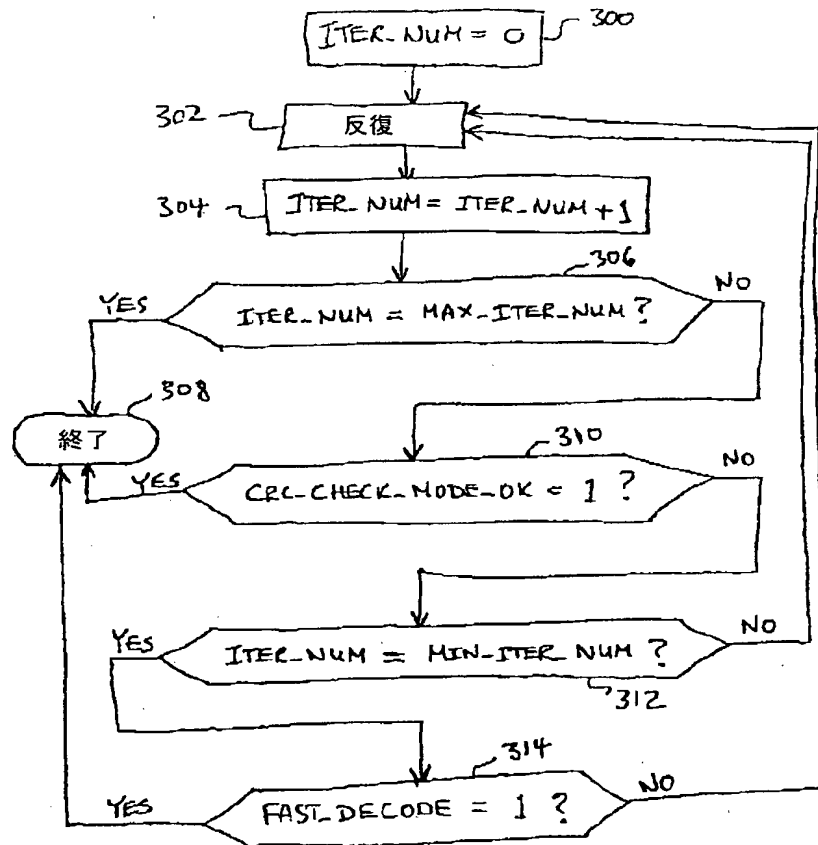 ITER_NUM = 0
300
302
反復
304
ITER_NUM = ITER_NUM + 1
306
YES
ITER_NUM = MAX_ITER_NUM ?
NO
308
終了
310
YES
CRC_CHECK_MODE_OK = 1 ?
NO
YES
ITER_NUM = MIN_ITER_NUM ?
NO
312
314
YES
FAST_DECODE = 1 ?
NO